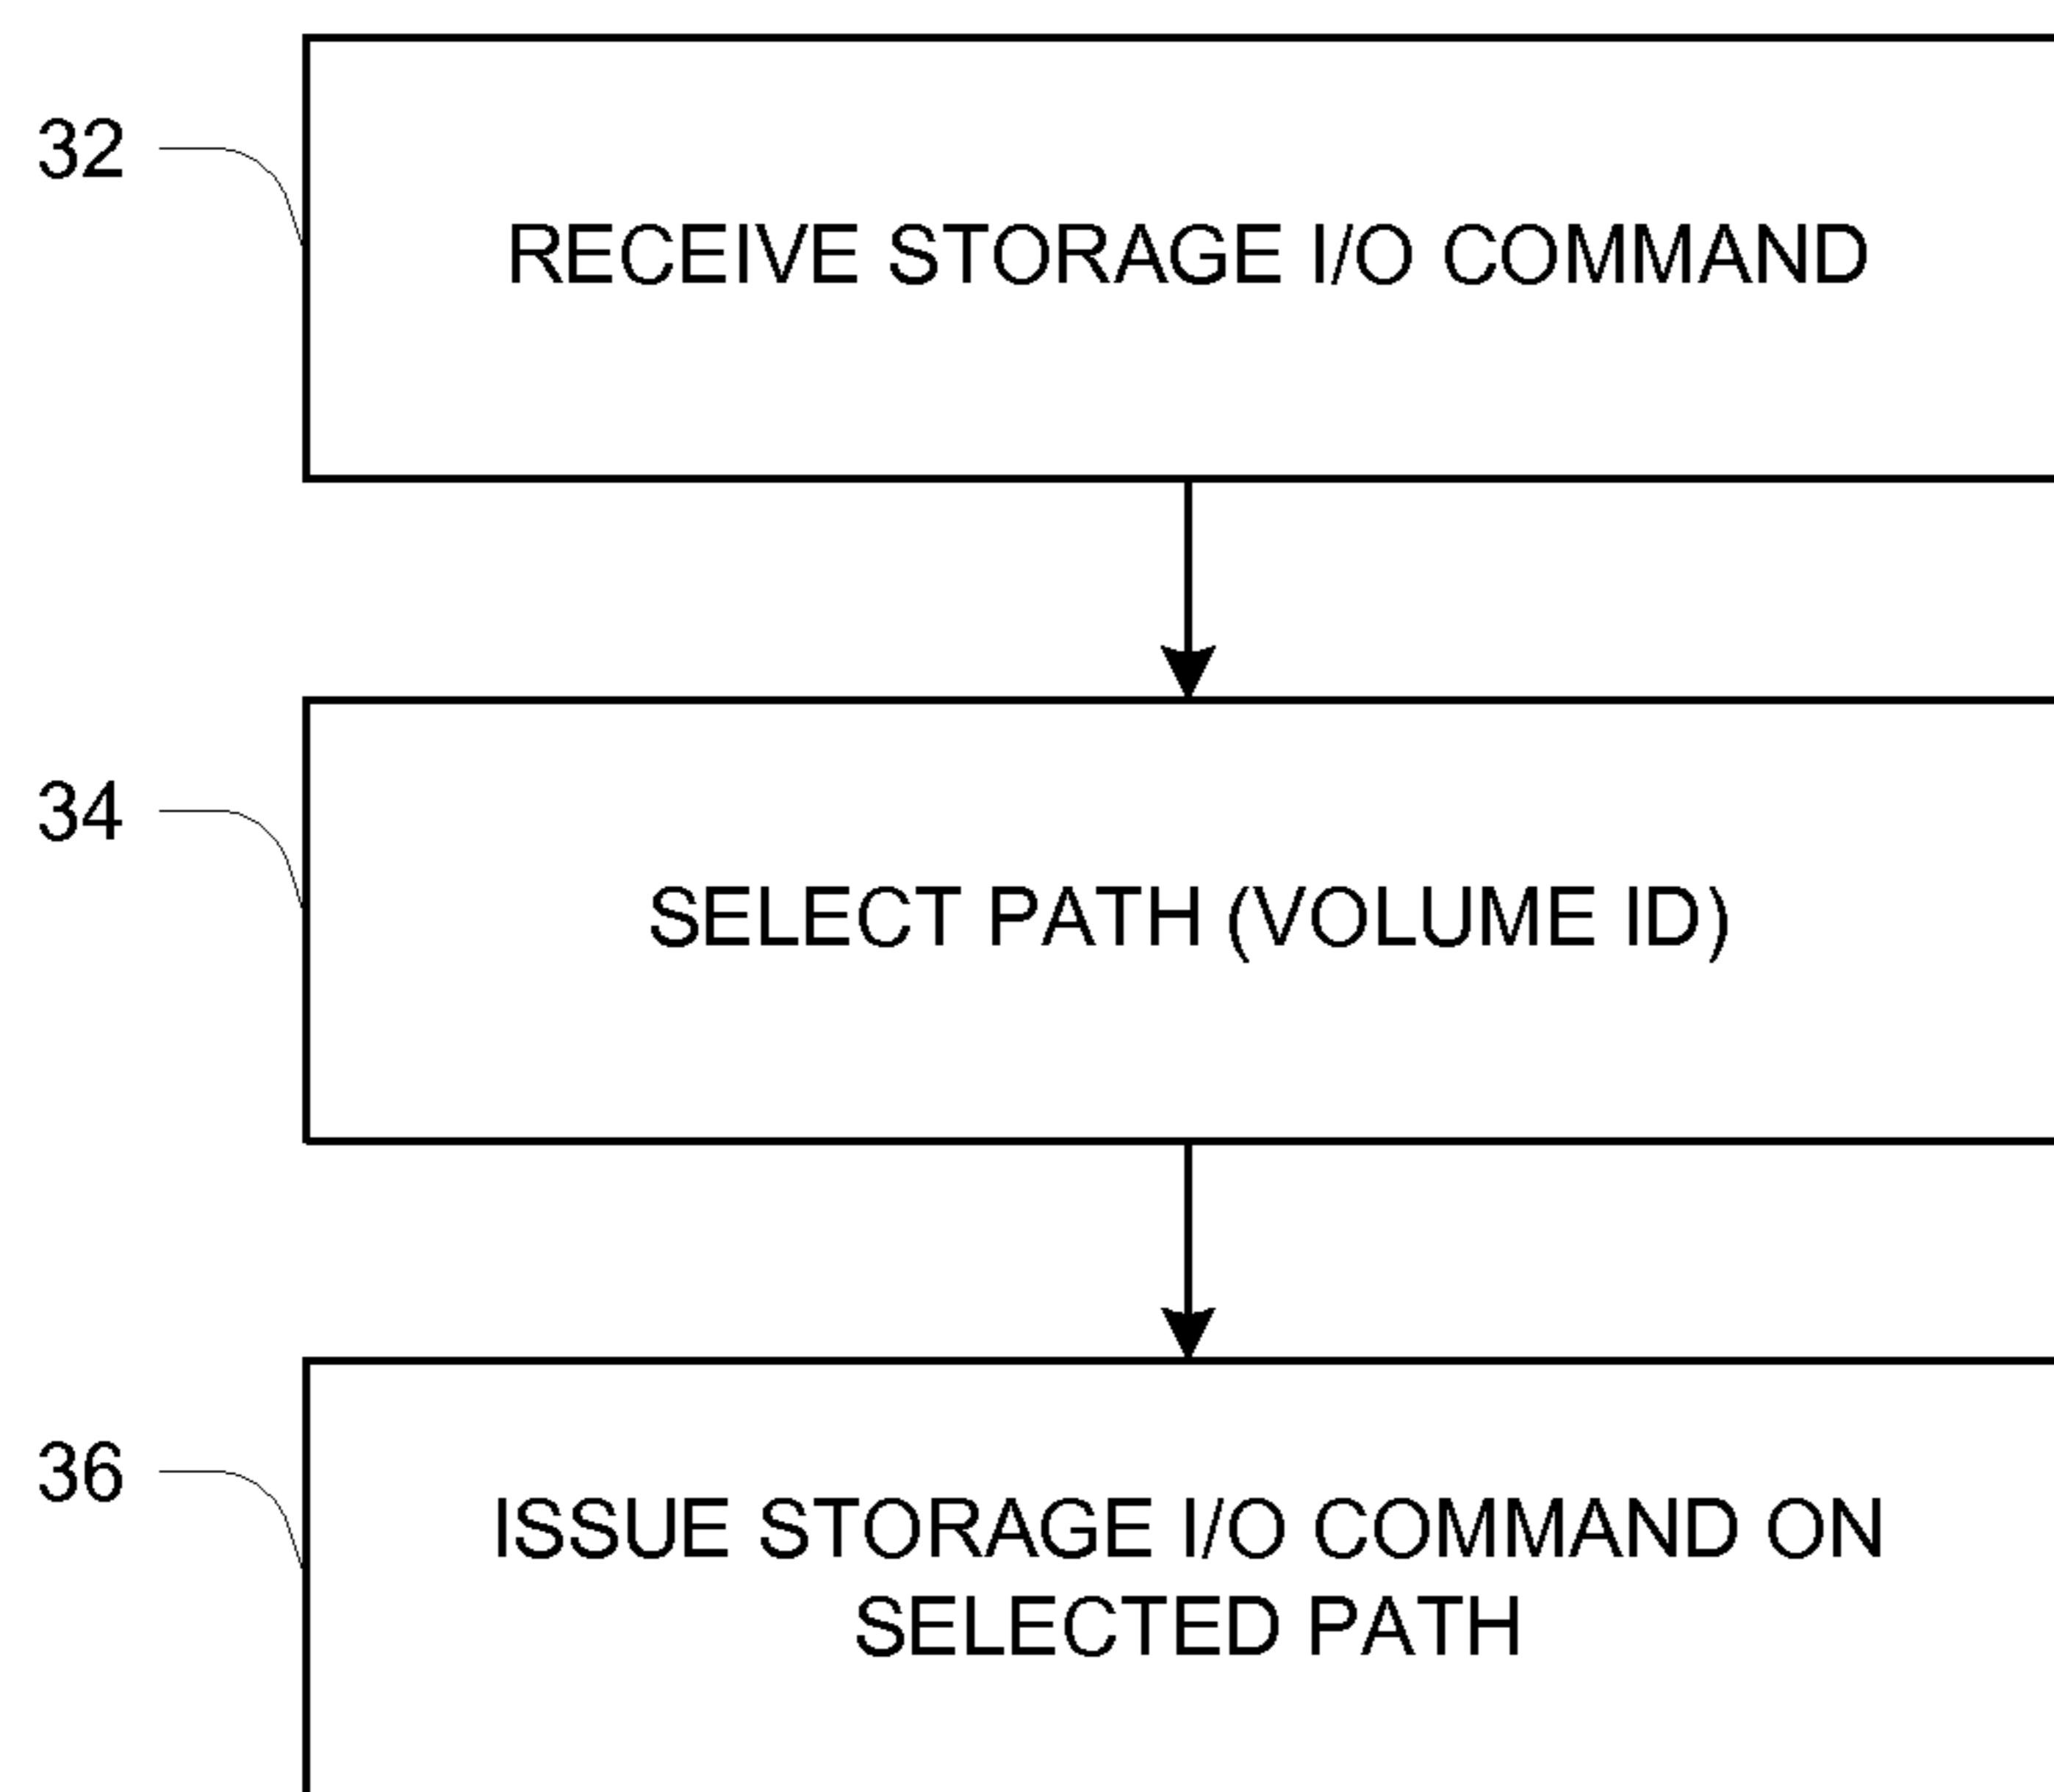 32
RECEIVE STORAGE I/O COMMAND
34
SELECT PATH (VOLUME ID)
36
ISSUE STORAGE I/O COMMAND ON
SELECTED PATH